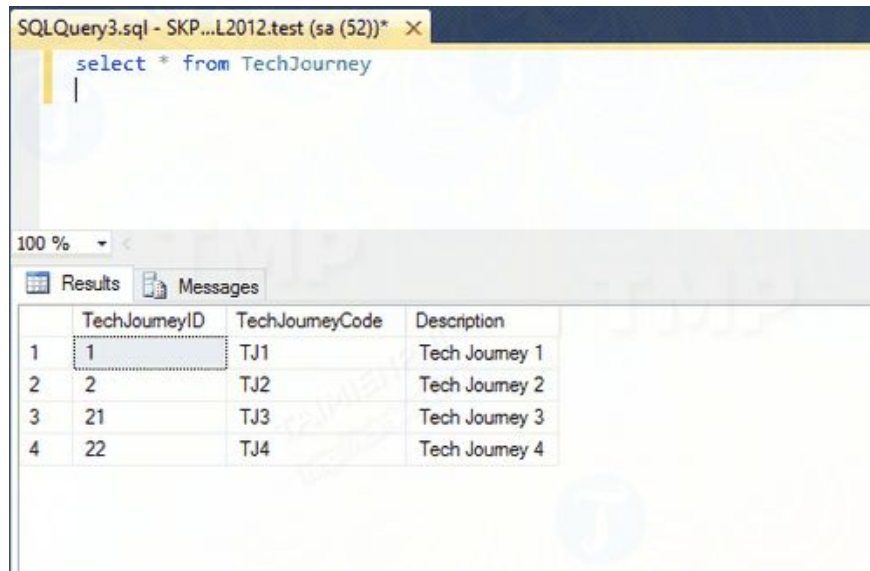 SQLQuery3.sql - SKP...L2012.test (sa (52))* ×
select * from TechJourney
100 %
Results Messages
TechJourneyID TechJourneyCode Description
1 1 TJ1 Tech Journey 1
2 2 TJ2 Tech Journey 2
3 21 TJ3 Tech Journey 3
4 22 TJ4 Tech Journey 4
TMP
TMP